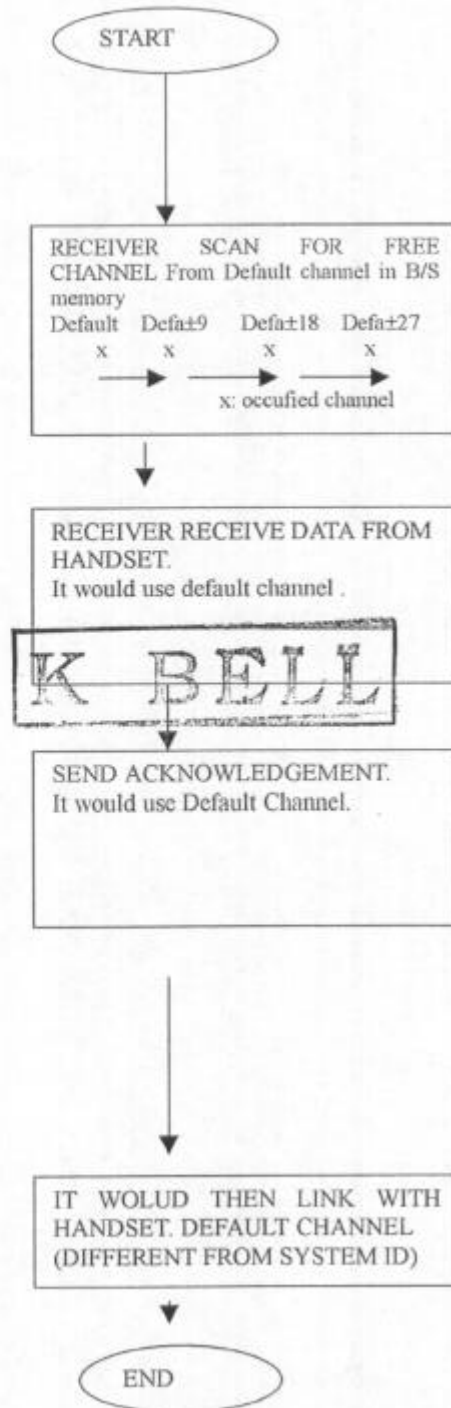 START
RECEIVER SCAN FOR FREE
CHANNEL From Default channel in B/S
memory
Default Defa±9 Defa±18 Defa±27
x x x x
x: occufied channel
RECEIVER RECEIVE DATA FROM
HANDSET.
It would use default channel .
K BELL
SEND ACKNOWLEDGEMENT.
It would use Default Channel.
IT WOLUD THEN LINK WITH
HANDSET. DEFAULT CHANNEL
(DIFFERENT FROM SYSTEM ID)
END